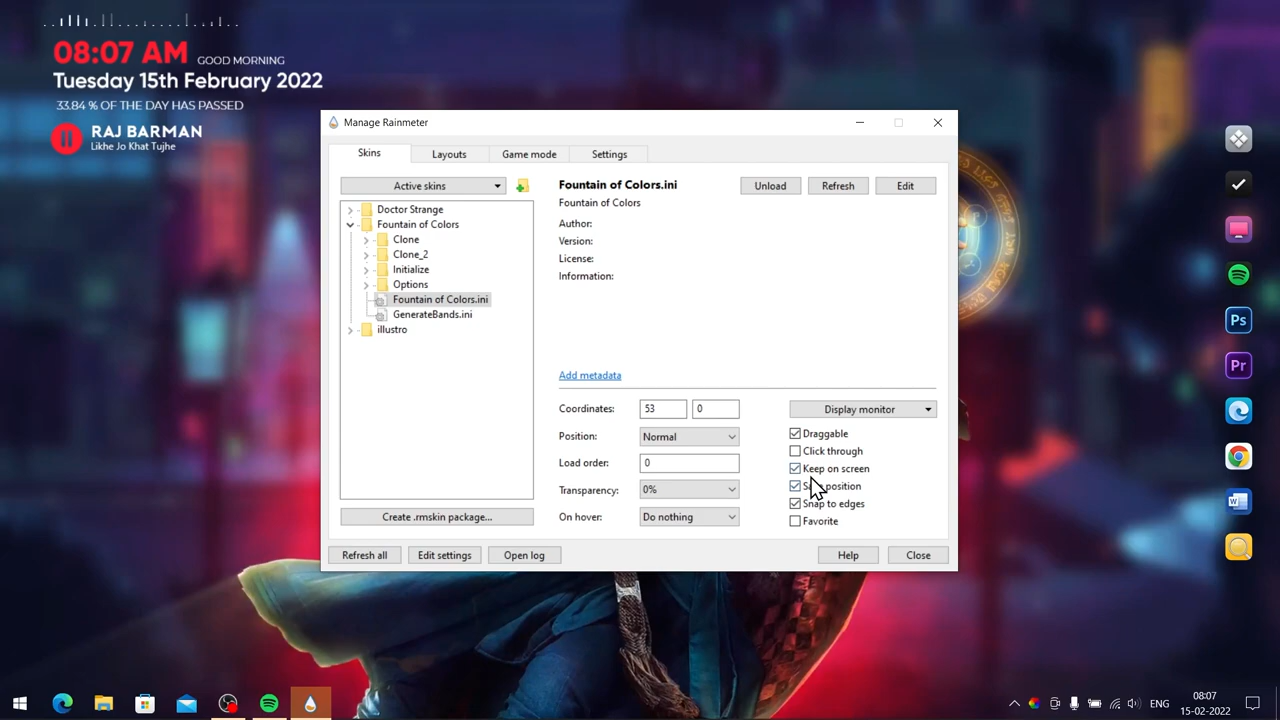 08:07 AM GOOD MORNING
Tuesday 15th February 2022
33.84 % OF THE DAY HAS PASSED
RAJ BARMAN
Likhe Jo Khat Tujhe
Manage Rainmeter
Skins Layouts Game mode Settings
Active skins
Doctor Strange
Fountain of Colors
Clone
Clone_2
Initialize
Options
Fountain of Colors.ini
GenerateBands.ini
illustro
Create .rmskin package...
Fountain of Colors.ini Unload Refresh Edit
Fountain of Colors
Author:
Version:
License:
Information:
Add metadata
Coordinates: 53 0 Display monitor
Position: Normal
Load order: 0
Transparency: 0%
On hover: Do nothing
Draggable
Click through
Keep on screen
position
Snap to edges
Favorite
Refresh all Edit settings Open log Help Close
Ps
Pr
ENG
08:07
15-02-2022